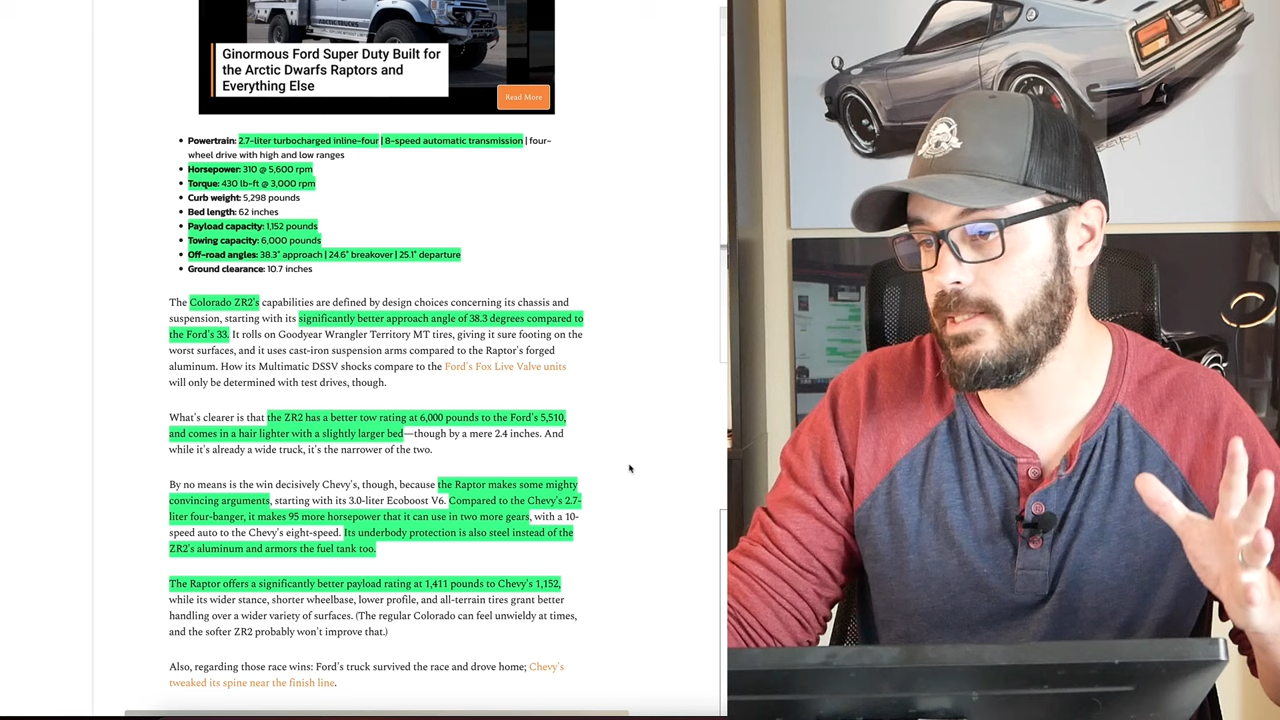 ARCTIC TRUCKS
Ginormous Ford Super Duty Built for
the Arctic Dwarfs Raptors and
Everything Else
Read More
• Powertrain: 2.7-liter turbocharged inline-four | 8-speed automatic transmission | four-
wheel drive with high and low ranges
• Horsepower: 310 @ 5,600 rpm
• Torque: 430 lb-ft @ 3,000 rpm
• Curb weight: 5,298 pounds
• Bed length: 62 inches
• Payload capacity: 1,152 pounds
• Towing capacity: 6,000 pounds
• Off-road angles: 38.3° approach | 24.6° breakover | 25.1° departure
• Ground clearance: 10.7 inches
The Colorado ZR2's capabilities are defined by design choices concerning its chassis and
suspension, starting with its significantly better approach angle of 38.3 degrees compared to
the Ford's 33. It rolls on Goodyear Wrangler Territory MT tires, giving it sure footing on the
worst surfaces, and it uses cast-iron suspension arms compared to the Raptor's forged
aluminum. How its Multimatic DSSV shocks compare to the Ford's Fox Live Valve units
will only be determined with test drives, though.
What's clearer is that the ZR2 has a better tow rating at 6,000 pounds to the Ford's 5,510,
and comes in a hair lighter with a slightly larger bed—though by a mere 2.4 inches. And
while it's already a wide truck, it's the narrower of the two.
By no means is the win decisively Chevy's, though, because the Raptor makes some mighty
convincing arguments, starting with its 3.0-liter Ecoboost V6. Compared to the Chevy's 2.7-
liter four-banger, it makes 95 more horsepower that it can use in two more gears, with a 10-
speed auto to the Chevy's eight-speed. Its underbody protection is also steel instead of the
ZR2's aluminum and armors the fuel tank too.
The Raptor offers a significantly better payload rating at 1,411 pounds to Chevy's 1,152,
while its wider stance, shorter wheelbase, lower profile, and all-terrain tires grant better
handling over a wider variety of surfaces. (The regular Colorado can feel unwieldy at times,
and the softer ZR2 probably won't improve that.)
Also, regarding those race wins: Ford's truck survived the race and drove home; Chevy's
tweaked its spine near the finish line.